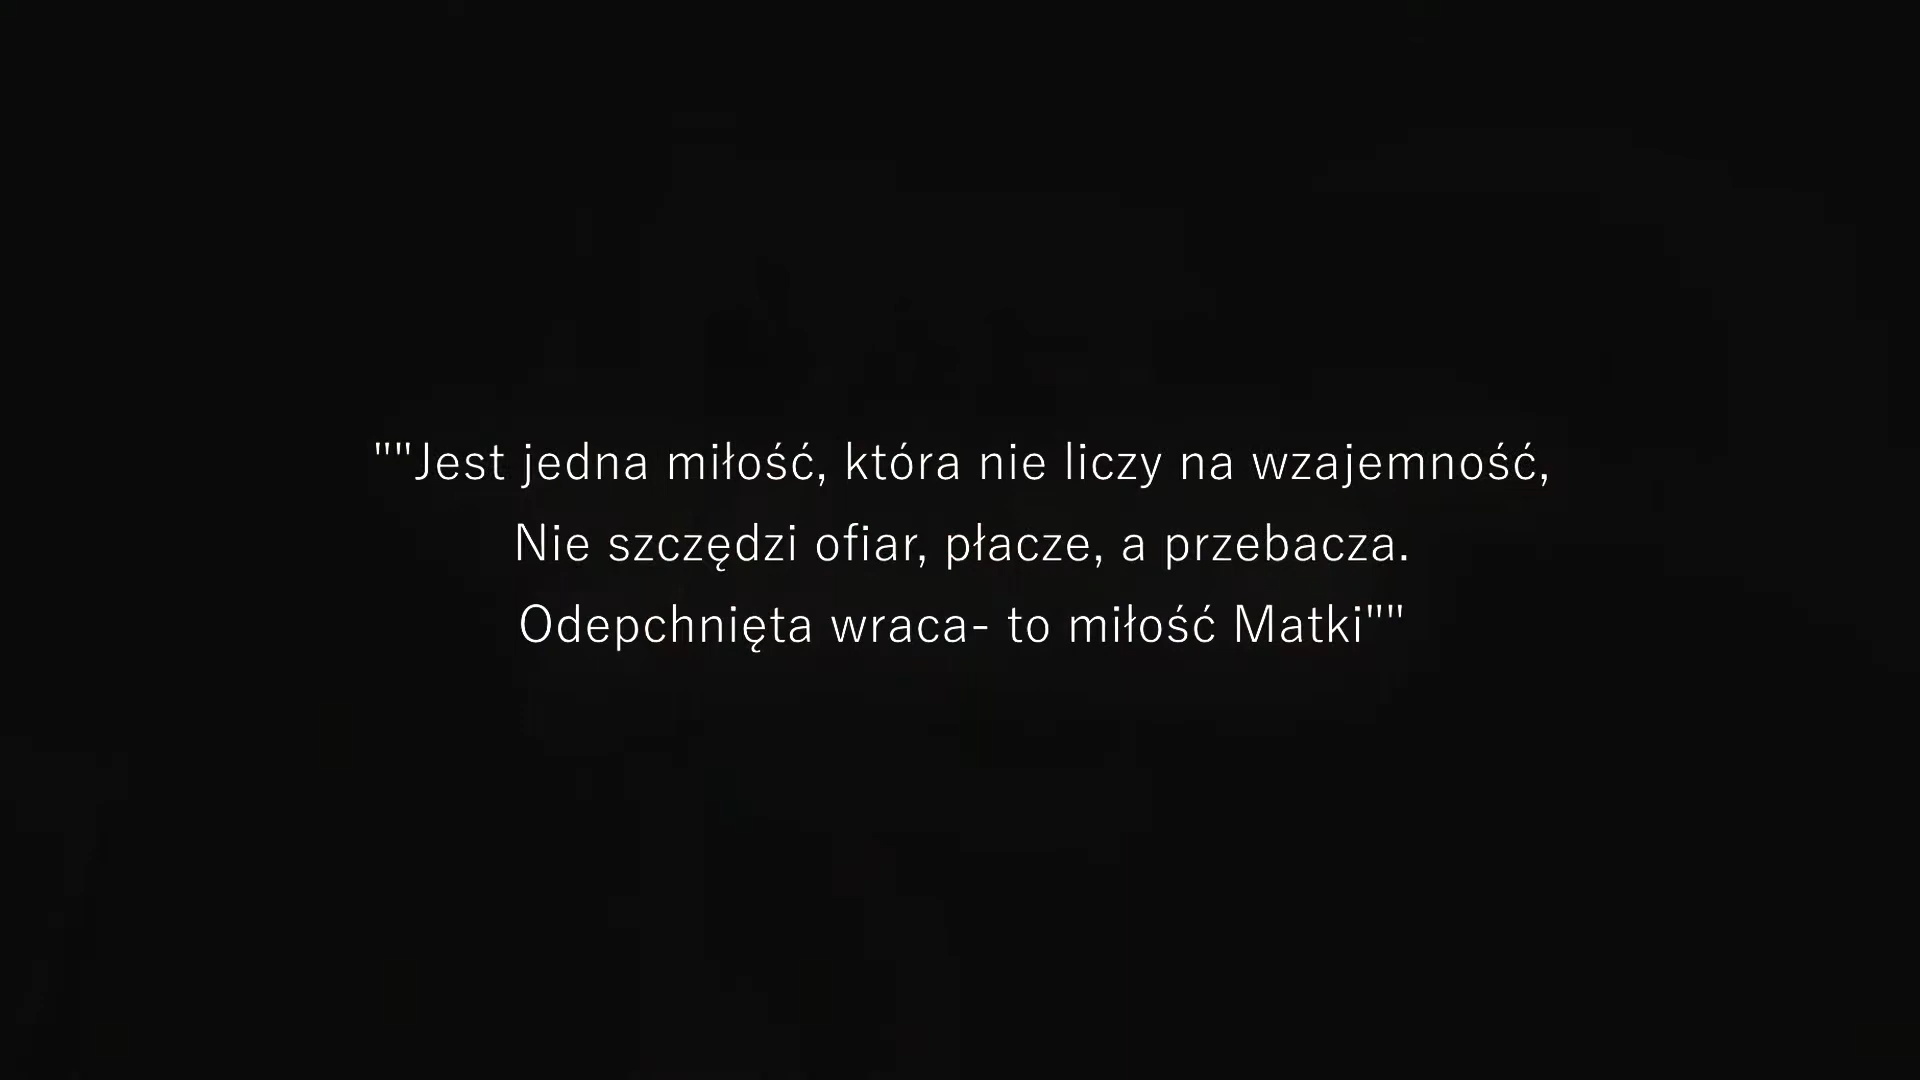 ""Jest jedna miłość, która nie liczy na wzajemność,
Nie szczędzi ofiar, płacze, a przebacza.
Odepchnięta wraca- to miłość Matki""